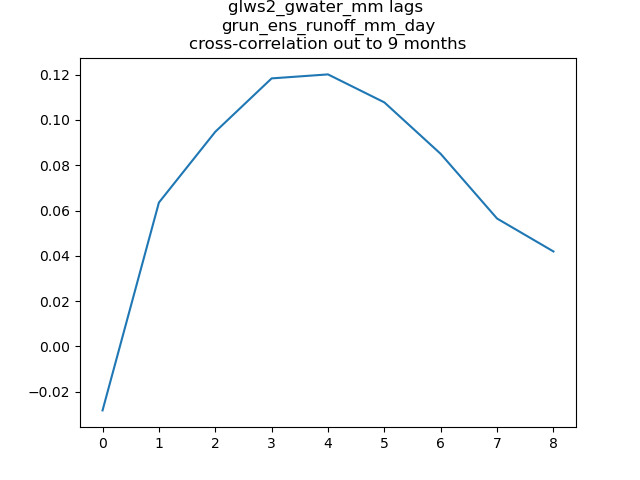 glws2_gwater_mm lags
grun_ens_runoff_mm_day
cross-correlation out to 9 months
0.12
0.10
0.08
0.06
0.04
0.02
0.00
−0.02
0 1 2 3 4 5 6 7 8